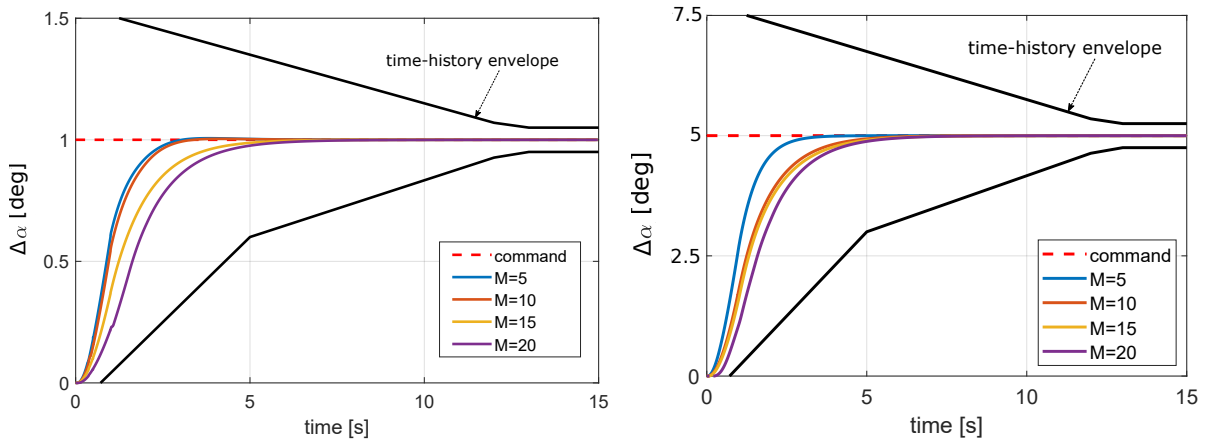 1.5
time-history envelope
1
Δα [deg]
0.5
command
M=5
M=10
M=15
M=20
0
0
5
10
15
time [s]
7.5
time-history envelope
5
Δα [deg]
2.5
command
M=5
M=10
M=15
M=20
0
0
5
10
15
time [s]